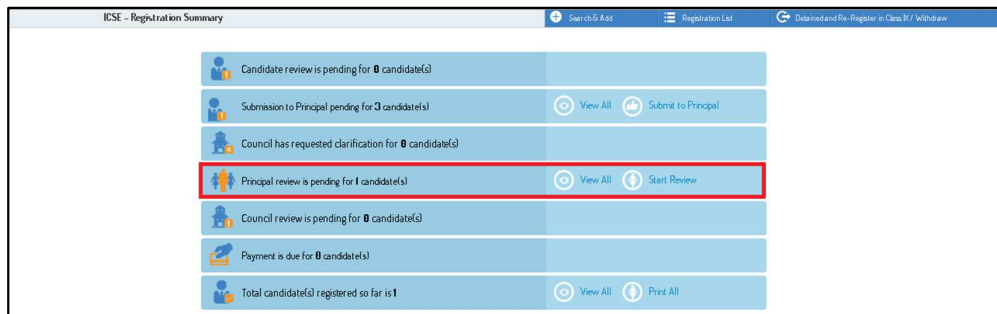 ICSE - Registration Summary Search & Add Registration List Detained and Re-Register in Class IX / Withdraw
Candidate review is pending for 0 candidate(s)
Submission to Principal pending for 3 candidate(s) View All Submit to Principal
Council has requested clarification for 0 candidate(s)
Principal review is pending for 1 candidate(s) View All Start Review
Council review is pending for 0 candidate(s)
Payment is due for 0 candidate(s)
Total candidate(s) registered so far is 1 View All Print All